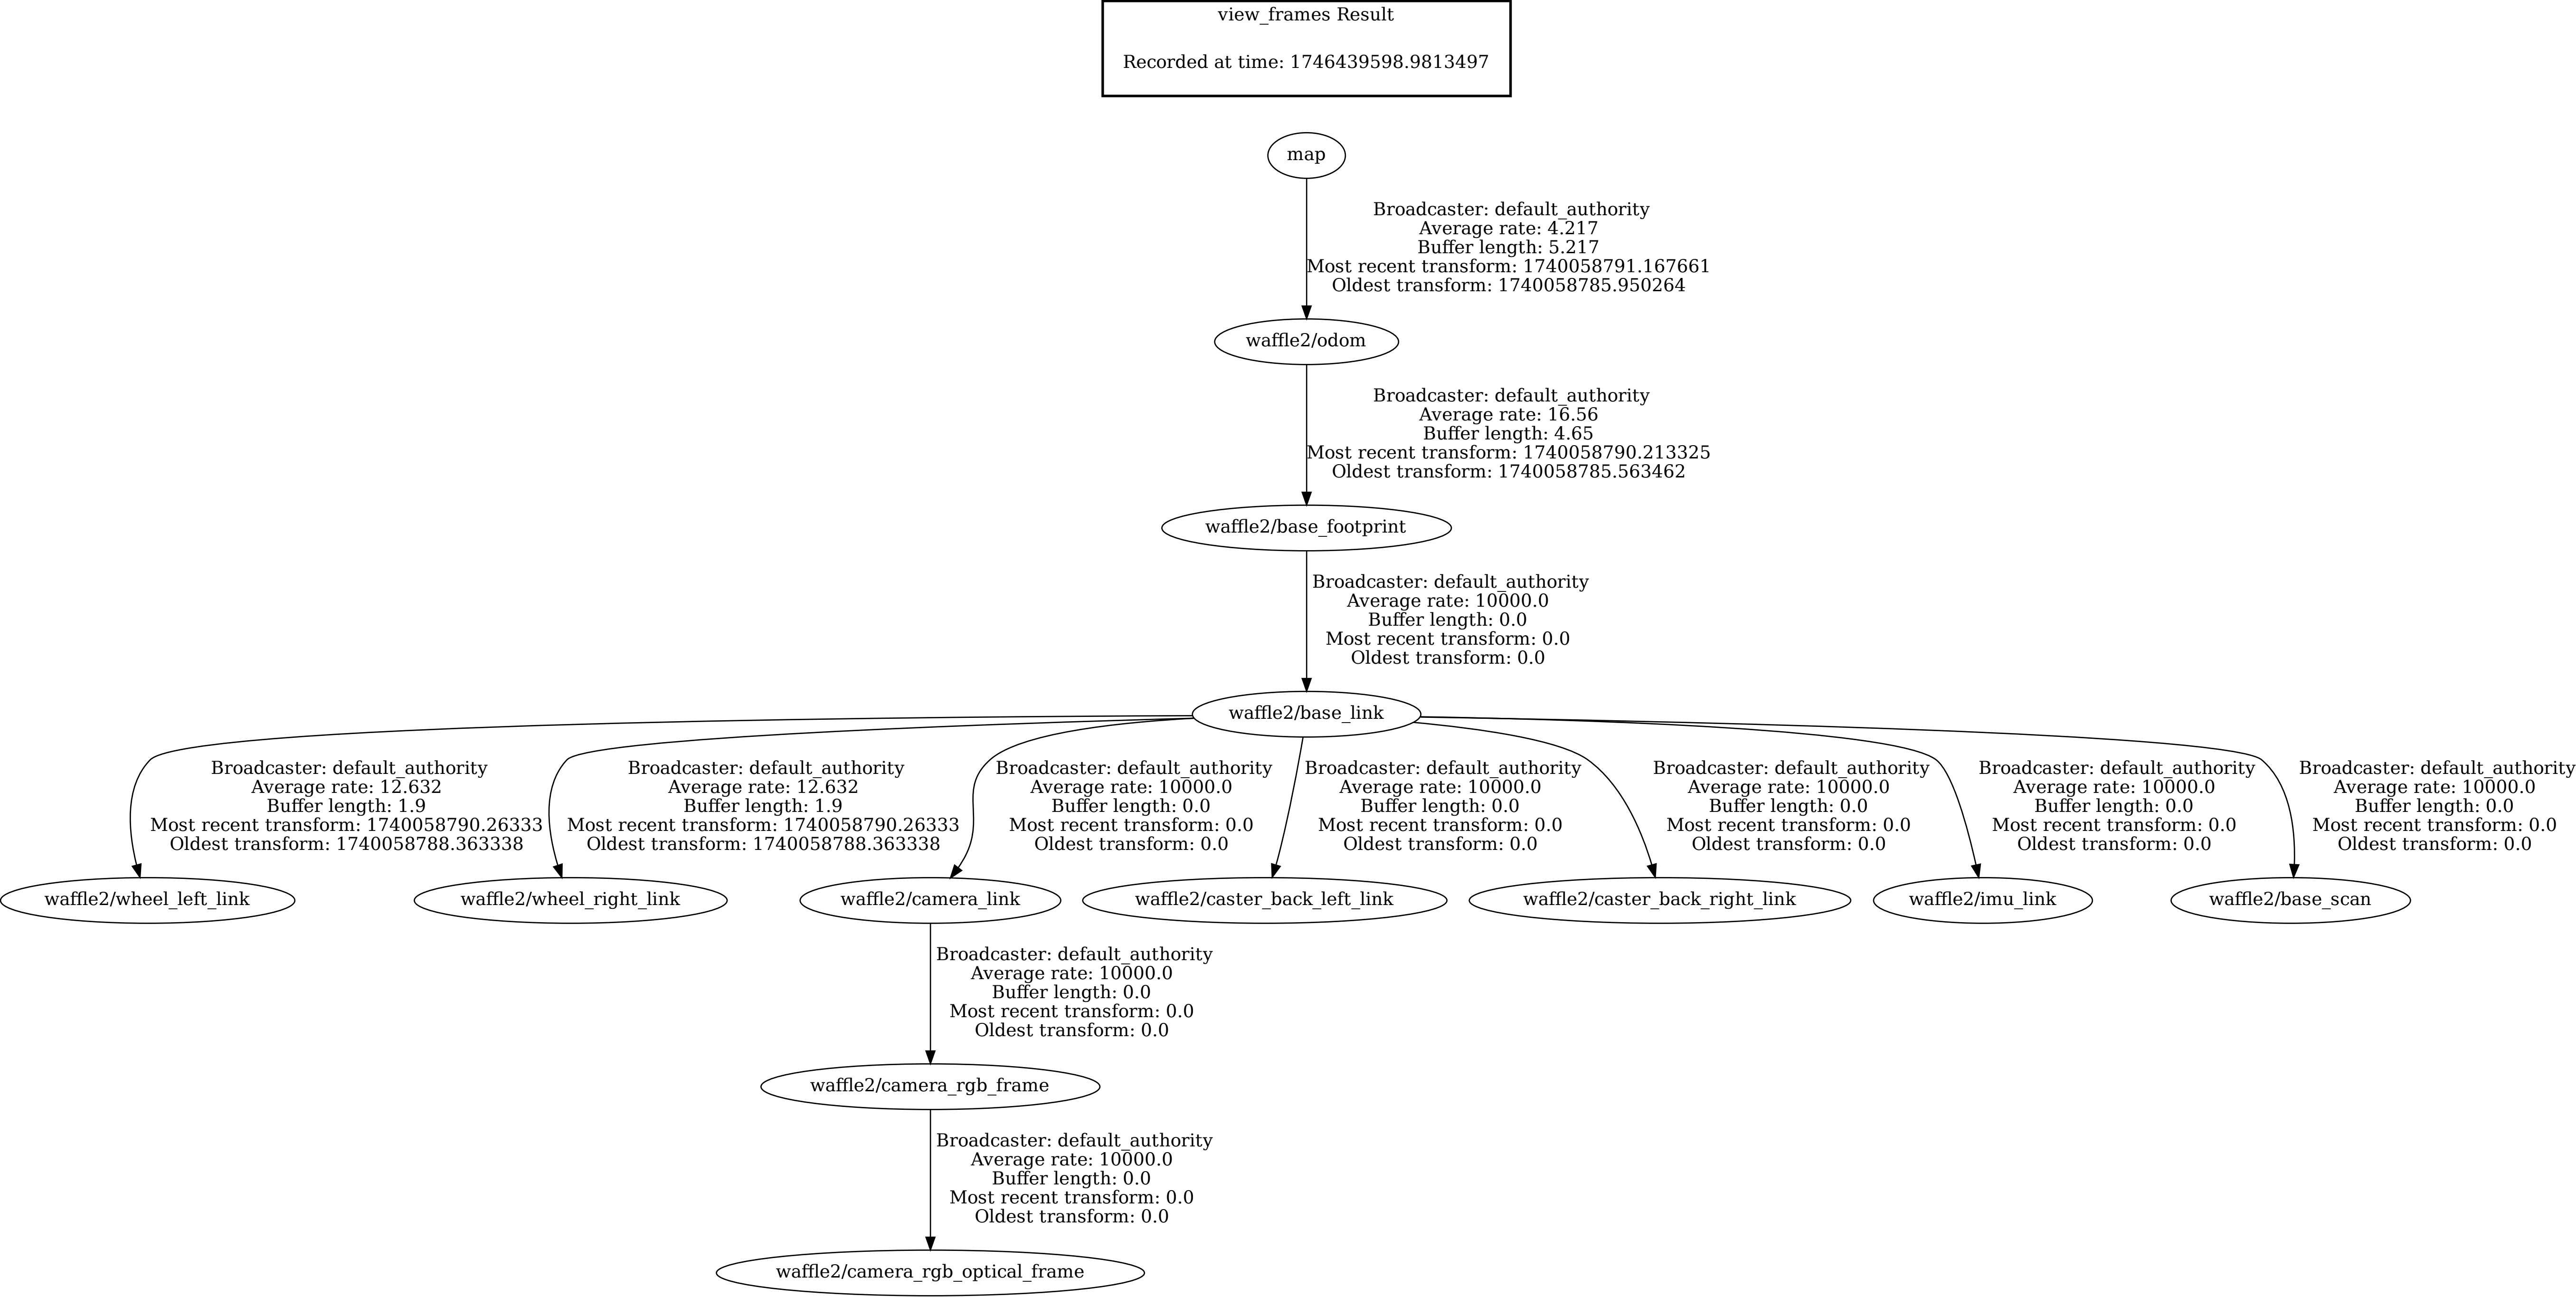 view_frames Result
Recorded at time: 1746439598.9813497
map
Broadcaster: default_authority
Average rate: 4.217
Buffer length: 5.217
Most recent transform: 1740058791.167661
Oldest transform: 1740058785.950264
waffle2/odom
Broadcaster: default_authority
Average rate: 16.56
Buffer length: 4.65
Most recent transform: 1740058790.213325
Oldest transform: 1740058785.563462
waffle2/base_footprint
Broadcaster: default_authority
Average rate: 10000.0
Buffer length: 0.0
Most recent transform: 0.0
Oldest transform: 0.0
waffle2/base_link
Broadcaster: default_authority
Average rate: 12.632
Buffer length: 1.9
Most recent transform: 1740058790.26333
Oldest transform: 1740058788.363338
Broadcaster: default_authority
Average rate: 12.632
Buffer length: 1.9
Most recent transform: 1740058790.26333
Oldest transform: 1740058788.363338
Broadcaster: default_authority
Average rate: 10000.0
Buffer length: 0.0
Most recent transform: 0.0
Oldest transform: 0.0
Broadcaster: default_authority
Average rate: 10000.0
Buffer length: 0.0
Most recent transform: 0.0
Oldest transform: 0.0
Broadcaster: default_authority
Average rate: 10000.0
Buffer length: 0.0
Most recent transform: 0.0
Oldest transform: 0.0
Broadcaster: default_authority
Average rate: 10000.0
Buffer length: 0.0
Most recent transform: 0.0
Oldest transform: 0.0
Broadcaster: default_authority
Average rate: 10000.0
Buffer length: 0.0
Most recent transform: 0.0
Oldest transform: 0.0
waffle2/wheel_left_link
waffle2/wheel_right_link
waffle2/camera_link
waffle2/caster_back_left_link
waffle2/caster_back_right_link
waffle2/imu_link
waffle2/base_scan
Broadcaster: default_authority
Average rate: 10000.0
Buffer length: 0.0
Most recent transform: 0.0
Oldest transform: 0.0
waffle2/camera_rgb_frame
Broadcaster: default_authority
Average rate: 10000.0
Buffer length: 0.0
Most recent transform: 0.0
Oldest transform: 0.0
waffle2/camera_rgb_optical_frame